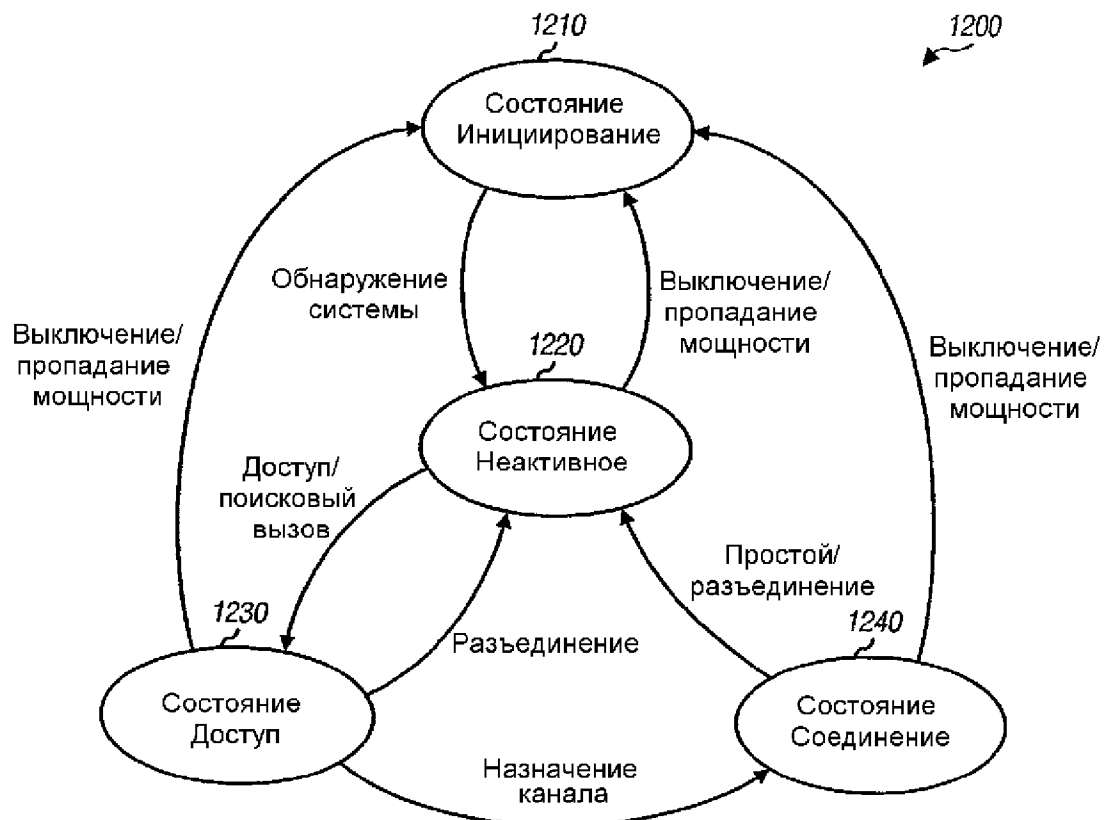 1210
1200
Состояние
Инициирование
Обнаружение
системы
Выключение/
пропадание
мощности
Выключение/
пропадание
мощности
Выключение/
пропадание
мощности
1220
Состояние
Неактивное
Доступ/
поисковый
вызов
Простой/
разъединение
1230
Разъединение
1240
Состояние
Доступ
Состояние
Соединение
Назначение
канала